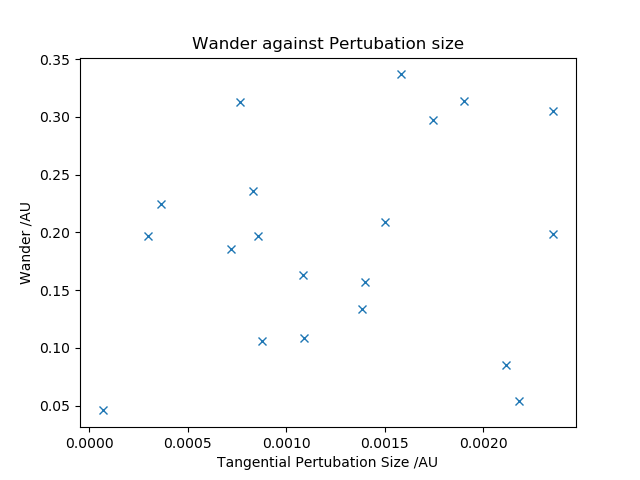 Wander against Pertubation size
0.35
0.30
0.25
0.20
0.15
0.10
0.05
Wander /AU
0.0000 0.0005 0.0010 0.0015 0.0020
Tangential Pertubation Size /AU